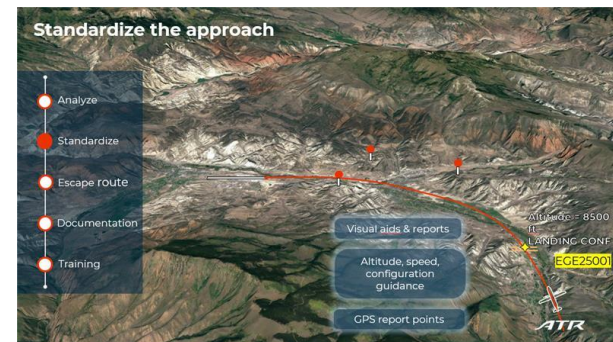 Standardize the approach
Analyze
Standardize
Escape route
Documentation
Training
Visual aids & reports
Altitude, speed,
configuration
guidance
GPS report points
Altitude = 8500
ft
LANDING CONF
EGE25001
ATR